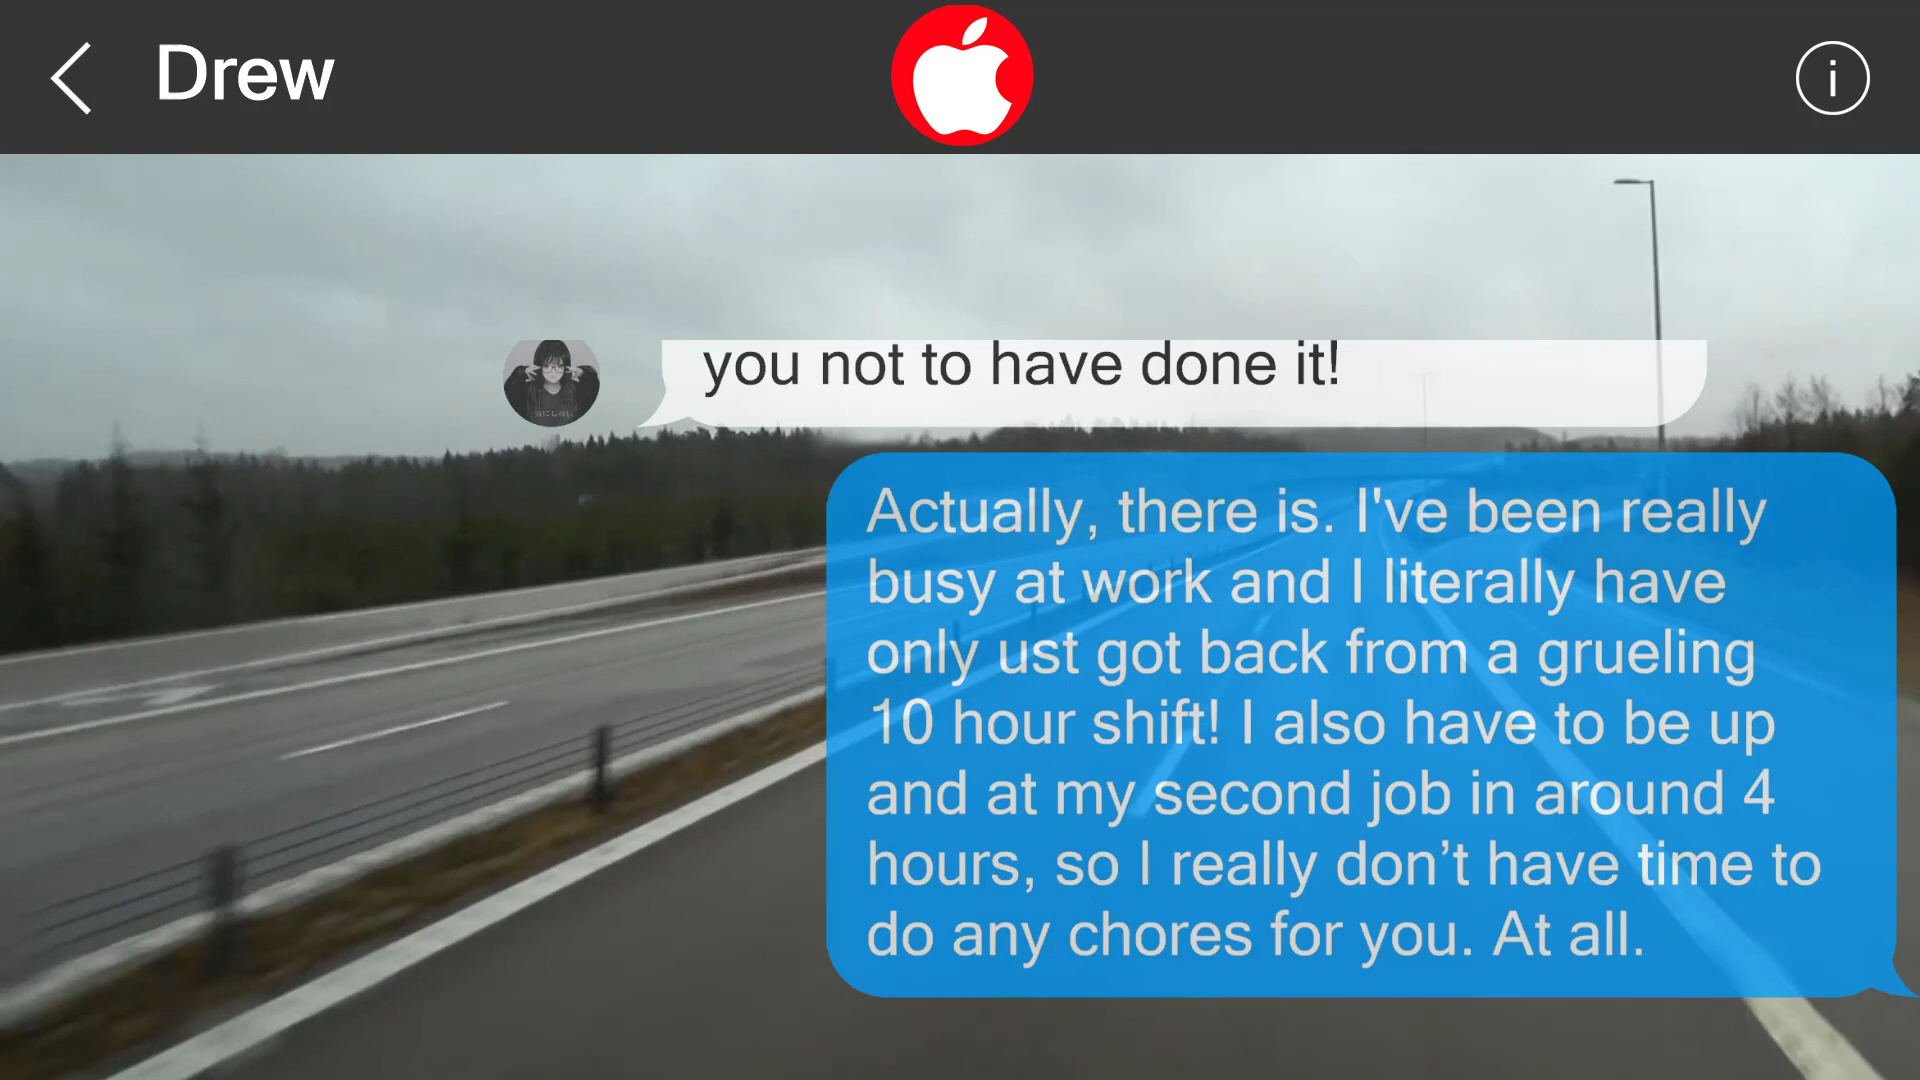 Drew
i
you not to have done it!
Actually, there is. I've been really
busy at work and I literally have
only ust got back from a grueling
10 hour shift! I also have to be up
and at my second job in around 4
hours, so I really don’t have time to
do any chores for you. At all.